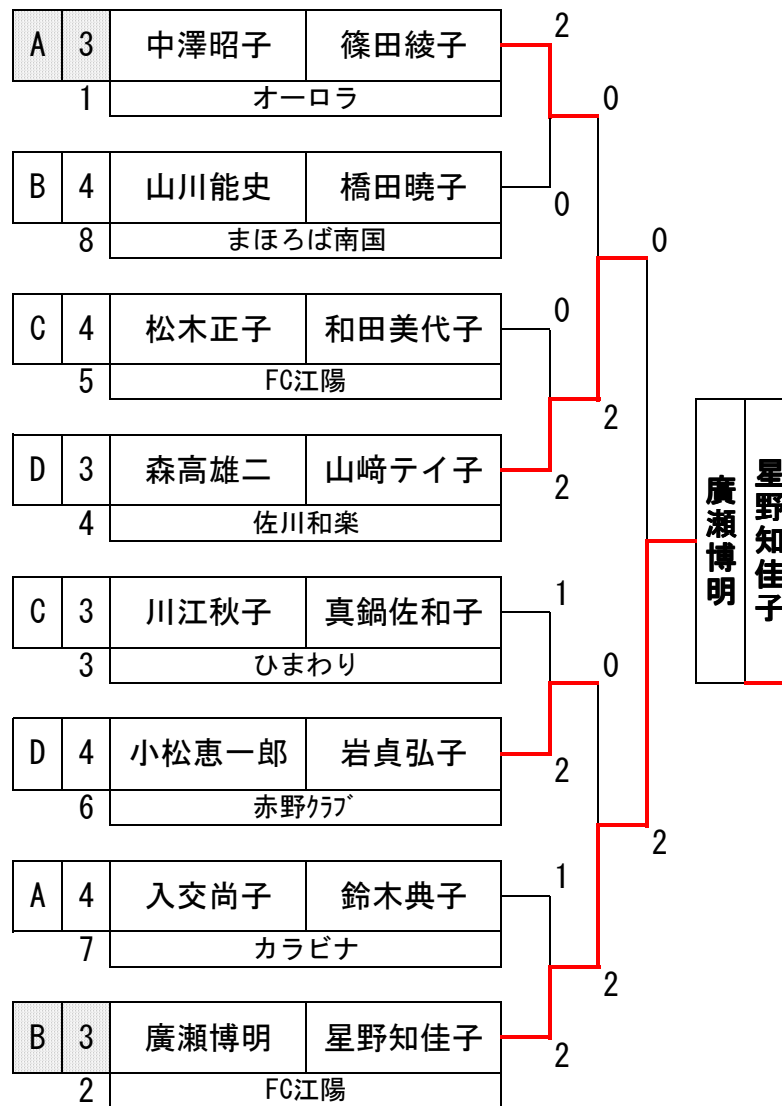 A 3 中澤昭子 篠田綾子 2
1 オーロラ 0
B 4 山川能史 橋田曉子 0
8 まほろば南国 0
C 4 松木正子 和田美代子 0
5 FC江陽 2
D 3 森高雄二 山﨑テイ子 2
4 佐川和楽
廣瀬博明
星野知佳子
C 3 川江秋子 真鍋佐和子 1
3 ひまわり 0
D 4 小松恵一郎 岩貞弘子 2
6 赤野ｸﾗﾌﾞ 2
A 4 入交尚子 鈴木典子 1
7 カラビナ 2
B 3 廣瀬博明 星野知佳子 2
2 FC江陽